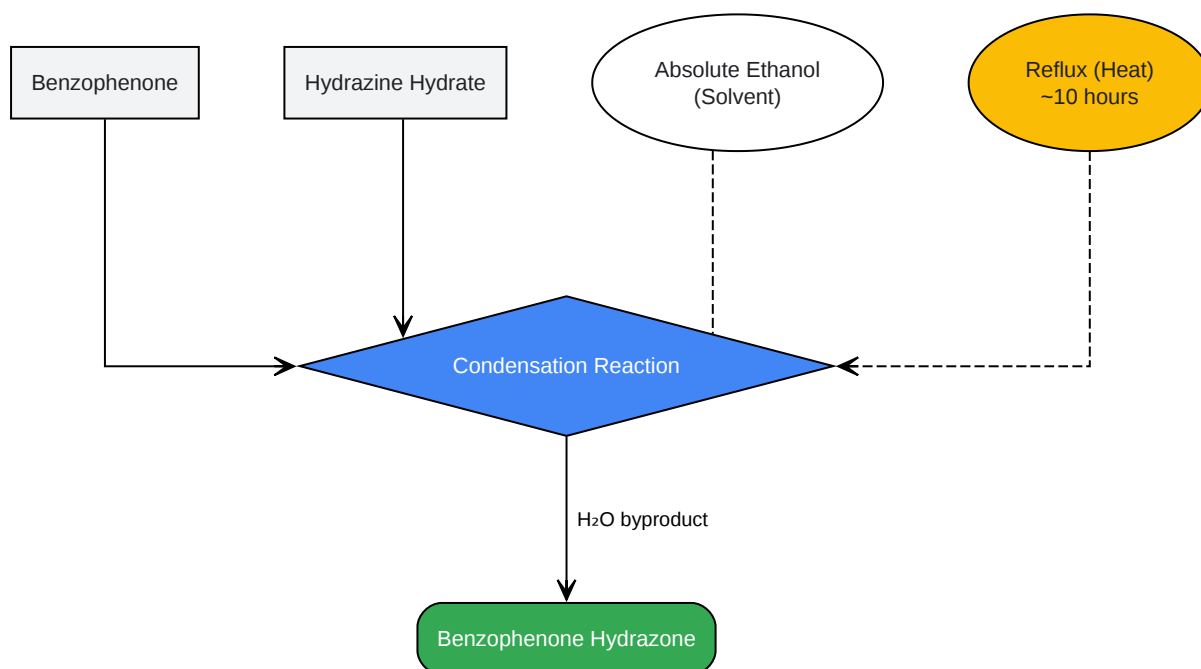 Benzophenone
Hydrazine Hydrate
Absolute Ethanol
(Solvent)
Reflux (Heat)
~10 hours
Condensation Reaction
H₂O byproduct
Benzophenone Hydrazone